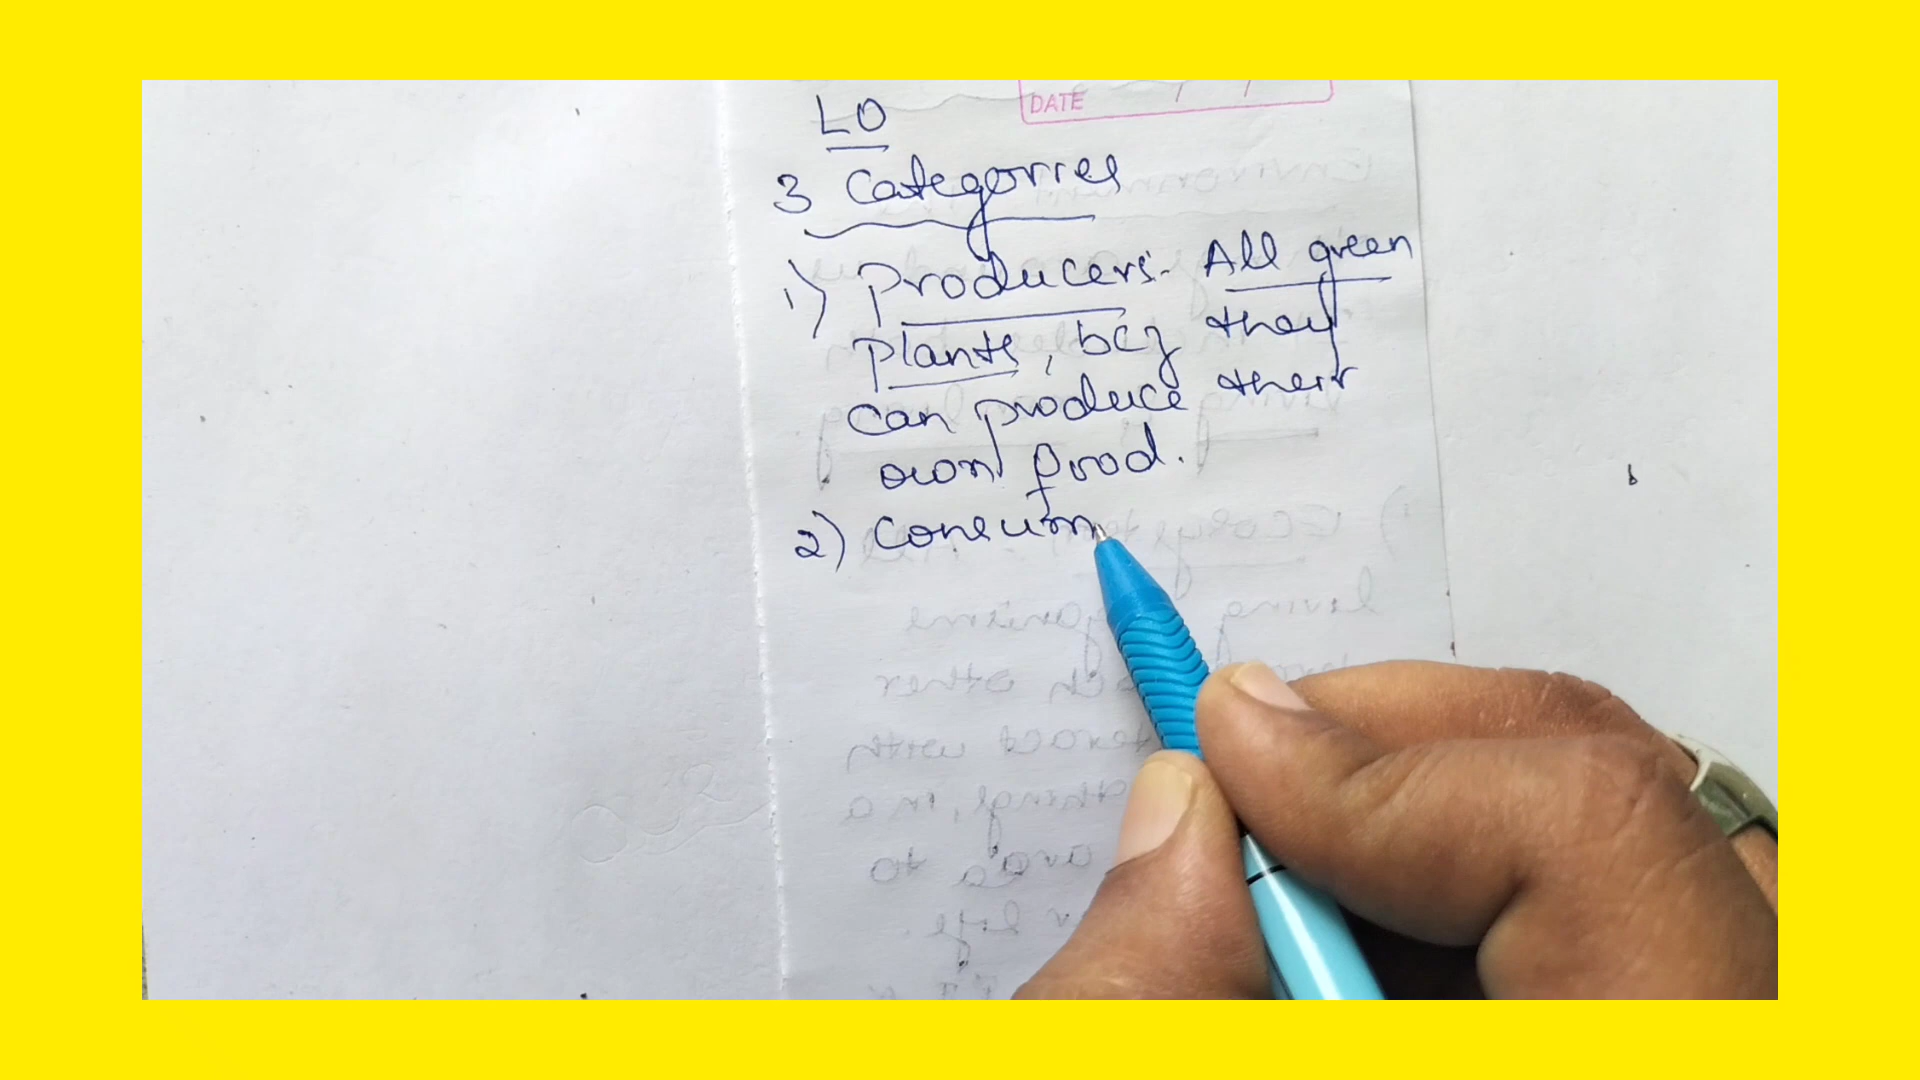 DATE
LO
3 Categories
1) Producers - All green
plants, bcz they
can produce their
own food.
2) Consum